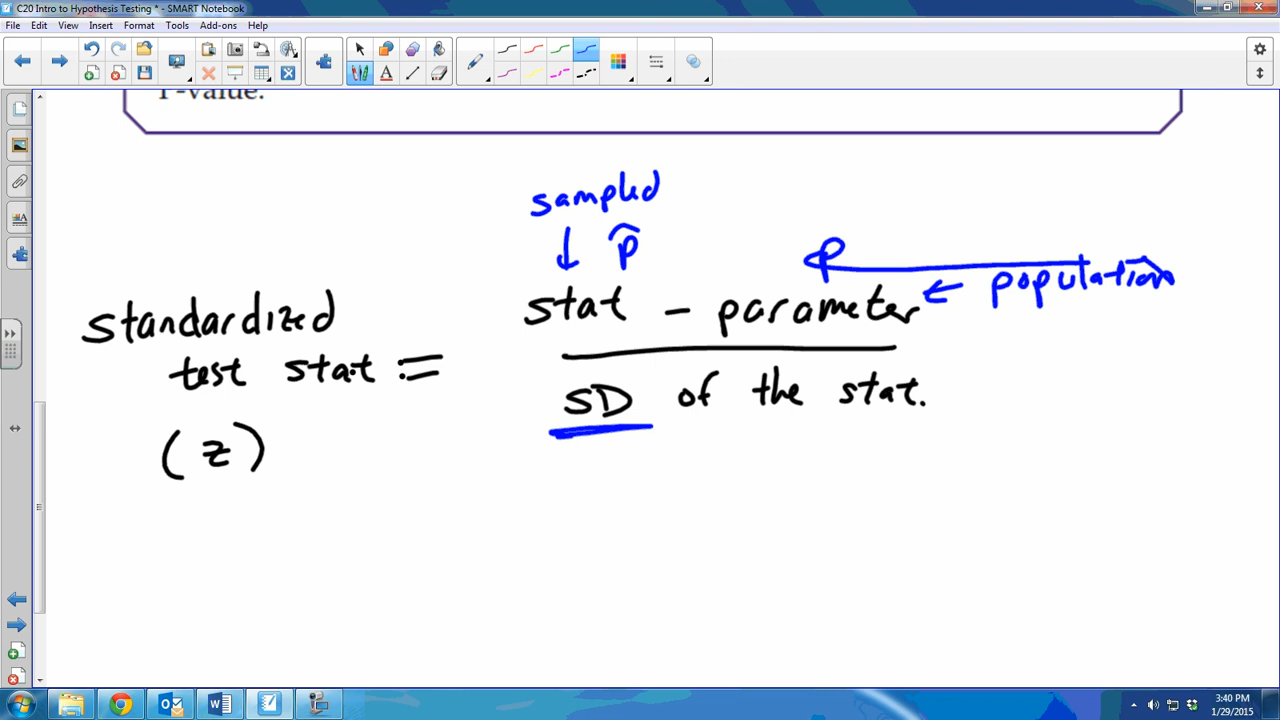 C20 Intro to Hypothesis Testing * - SMART Notebook
File Edit View Insert Format Tools Add-ons Help
P-value.
sampled
p̂
p
population
stat - parameter
standardized
test stat :=
SD of the stat.
(z)
3:40 PM
1/29/2015